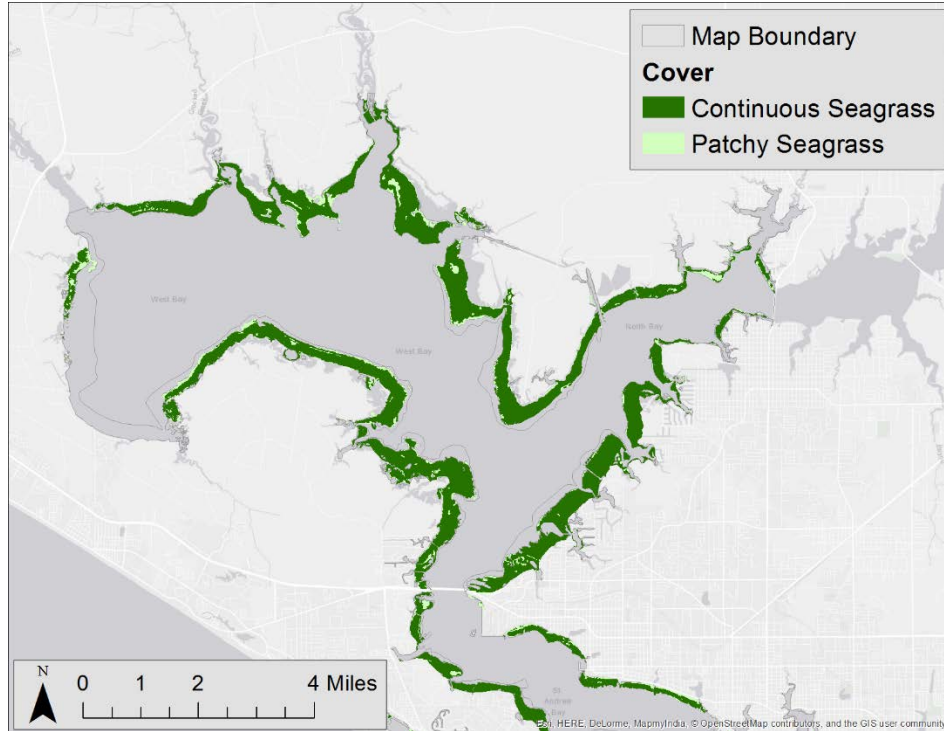 Map Boundary
Cover
Continuous Seagrass
Patchy Seagrass
West Bay
West Bay
North Bay
N
0 1 2 4 Miles
St.
Andrew
Bay
Esri, HERE, DeLorme, MapmyIndia, © OpenStreetMap contributors, and the GIS user community